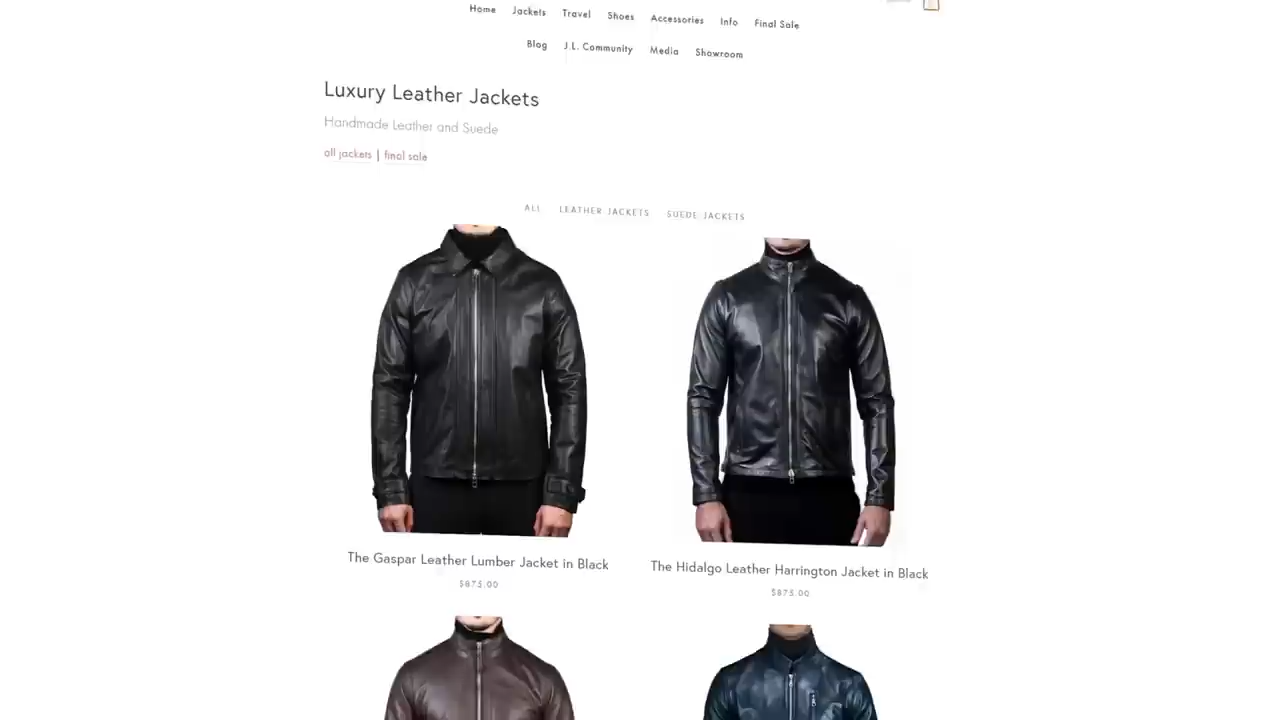 Home Jackets Travel Shoes Accessories Info Final Sale
Blog J.L. Community Media Showroom
Luxury Leather Jackets
Handmade Leather and Suede
all jackets | final sale
ALL LEATHER JACKETS SUEDE JACKETS
The Gaspar Leather Lumber Jacket in Black
$875.00
The Hidalgo Leather Harrington Jacket in Black
$875.00